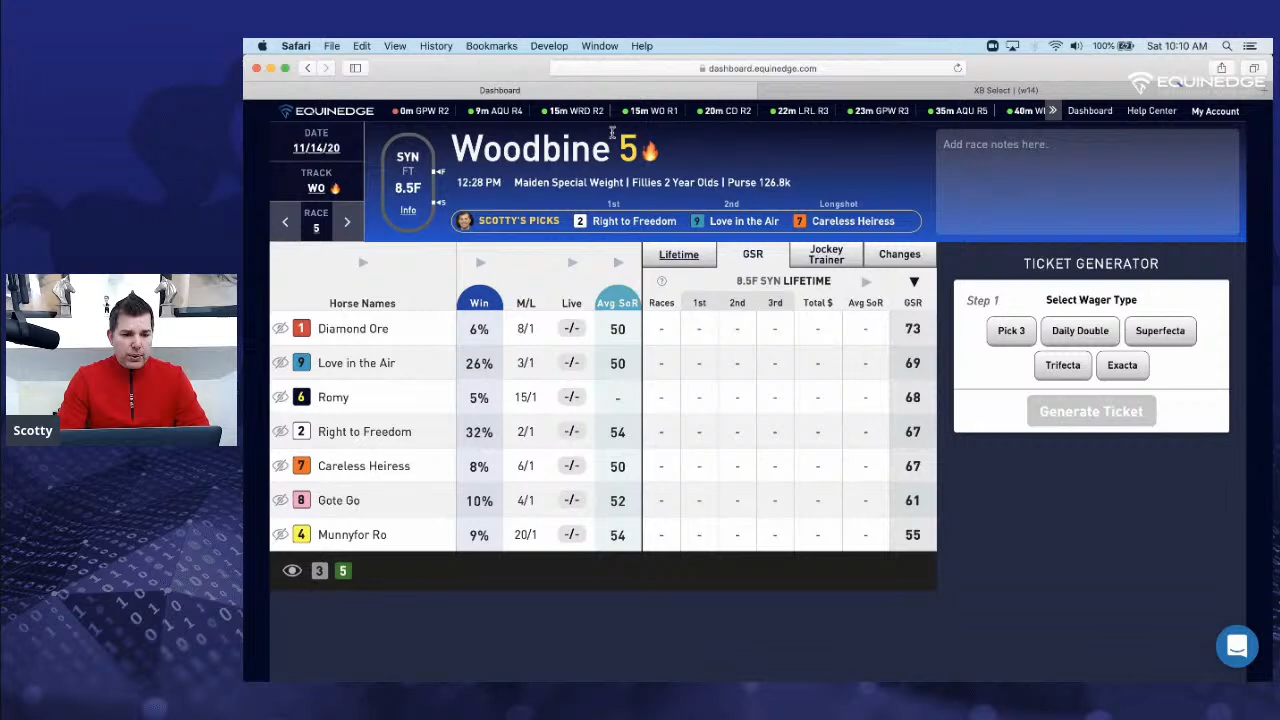 Safari File Edit View History Bookmarks Develop Window Help 100% Sat 10:10 AM
dashboard.equinedge.com
Dashboard XB Select | (w14)
EQUINEDGE
EQUINEDGE 0m GPW R2 9m AQU R4 15m WRD R2 15m WO R1 20m CD R2 22m LRL R3 23m GPW R3 35m AQU R5 40m W Dashboard Help Center My Account
DATE
11/14/20
TRACK
WO
RACE
5
SYN
FT
8.5F
Info
F
S
Woodbine 5
12:28 PM Maiden Special Weight | Fillies 2 Year Olds | Purse 126.8k
1st 2nd Longshot
SCOTTY'S PICKS 2 Right to Freedom 9 Love in the Air 7 Careless Heiress
Add race notes here.
Lifetime GSR Jockey Trainer Changes
8.5F SYN LIFETIME
Horse Names Win M/L Live Avg SoR Races 1st 2nd 3rd Total $ Avg SoR GSR
1 Diamond Ore 6% 8/1 -/- 50 - - - - - - 73
9 Love in the Air 26% 3/1 -/- 50 - - - - - - 69
6 Romy 5% 15/1 -/- - - - - - - - 68
2 Right to Freedom 32% 2/1 -/- 54 - - - - - - 67
7 Careless Heiress 8% 6/1 -/- 50 - - - - - - 67
8 Gote Go 10% 4/1 -/- 52 - - - - - - 61
4 Munnyfor Ro 9% 20/1 -/- 54 - - - - - - 55
3 5
TICKET GENERATOR
Step 1 Select Wager Type
Pick 3 Daily Double Superfecta
Trifecta Exacta
Generate Ticket
Scotty